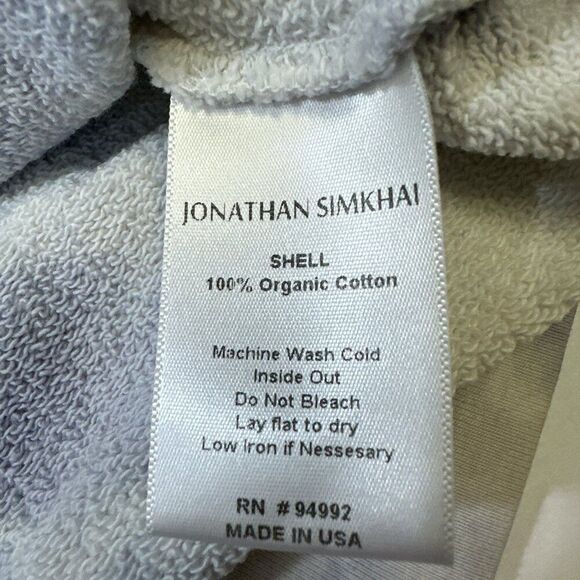 JONATHAN SIMKHAI
SHELL
100% Organic Cotton
Machine Wash Cold
Inside Out
Do Not Bleach
Lay flat to dry
Low Iron if Nessesary
RN # 94992
MADE IN USA